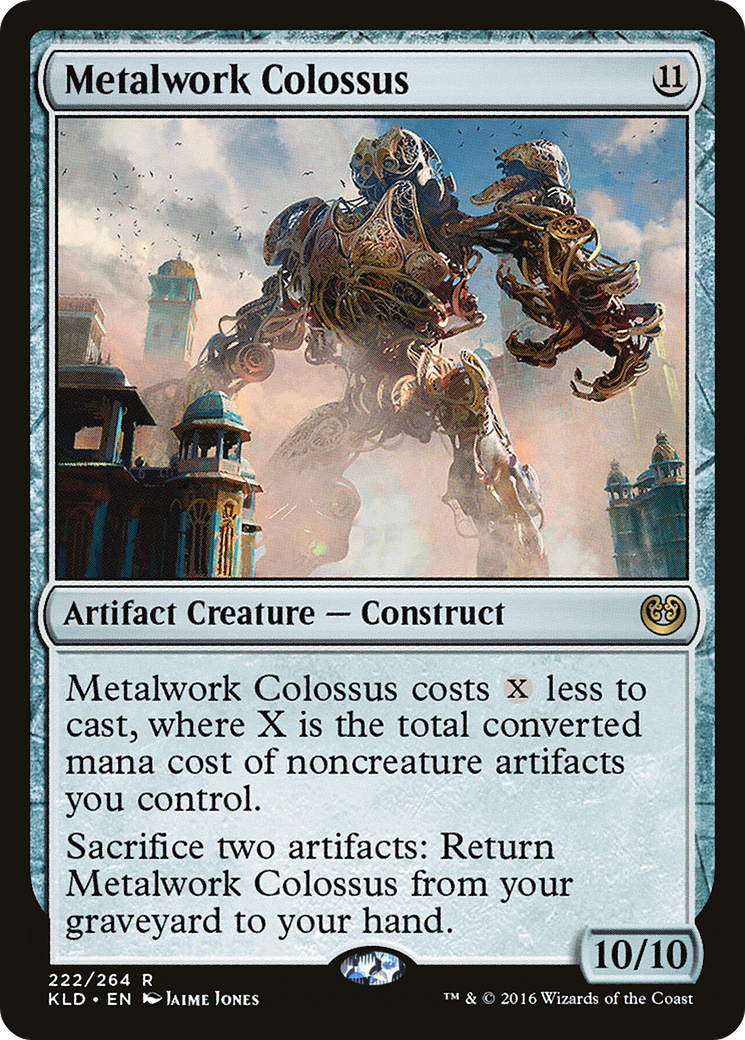 Metalwork Colossus 11
Artifact Creature — Construct
Metalwork Colossus costs X less to
cast, where X is the total converted
mana cost of noncreature artifacts
you control.
Sacrifice two artifacts: Return
Metalwork Colossus from your
graveyard to your hand.
10/10
222/264 R
KLD • EN Jaime Jones ™ & © 2016 Wizards of the Coast